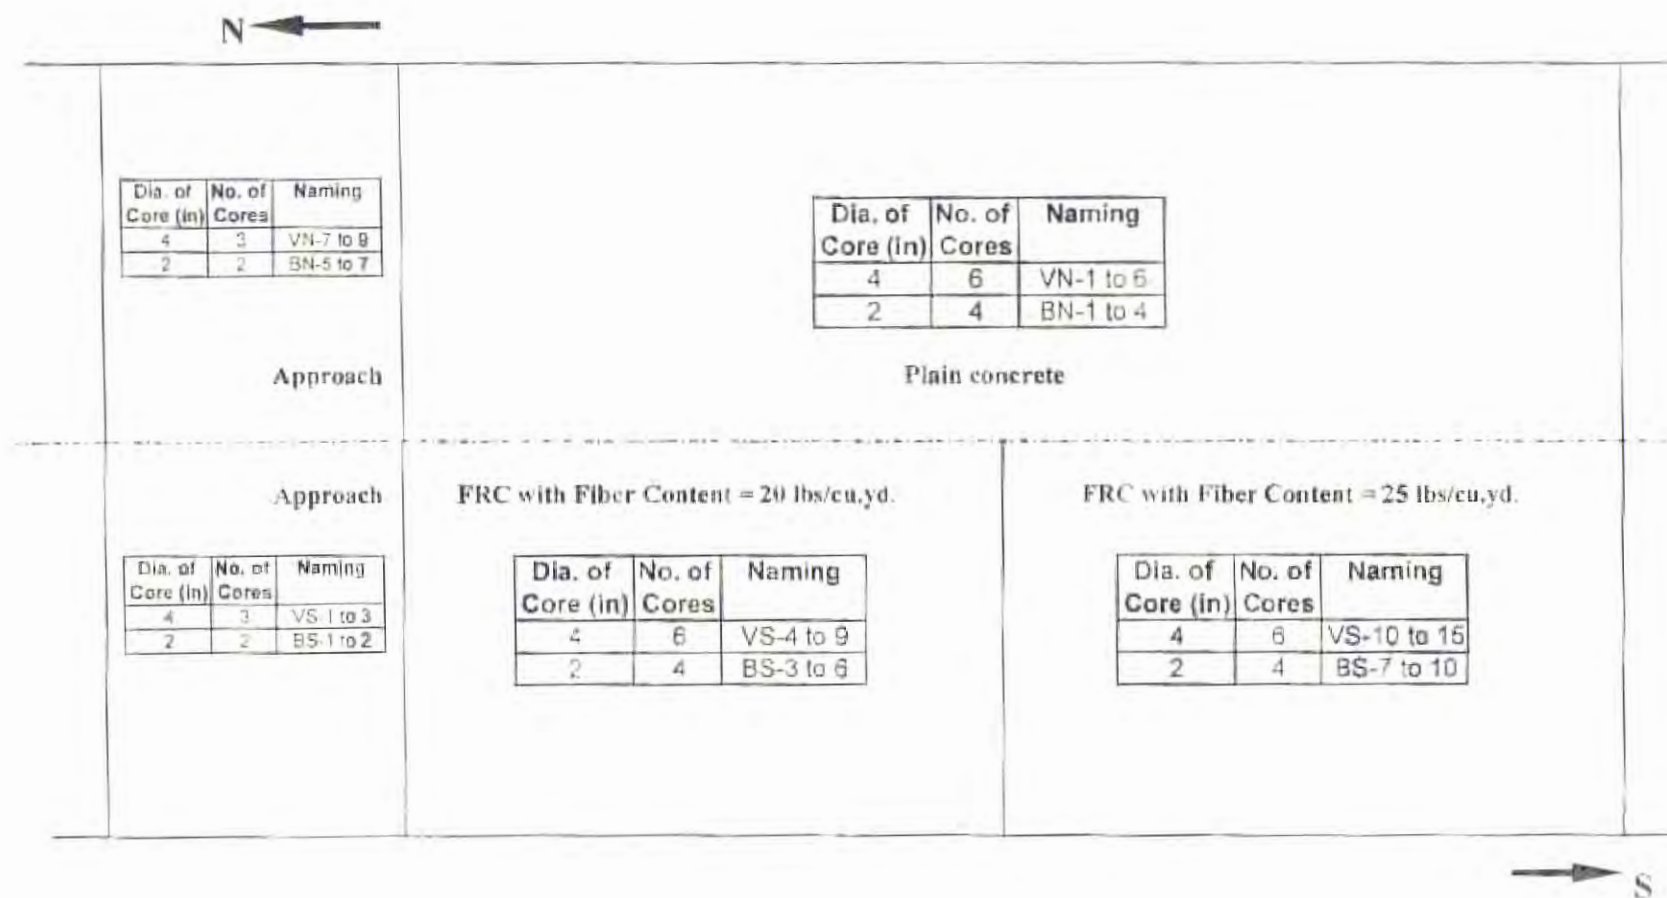 N
Dia. of No. of Naming
Core (in) Cores
4 3 VN-7 to 9
2 2 BN-5 to 7
Approach
Dia. of No. of Naming
Core (in) Cores
4 6 VN-1 to 6
2 4 BN-1 to 4
Plain concrete
Approach
Dia. of No. of Naming
Core (in) Cores
4 3 VS-1 to 3
2 2 BS-1 to 2
FRC with Fiber Content = 20 lbs/cu.yd.
Dia. of No. of Naming
Core (in) Cores
4 6 VS-4 to 9
2 4 BS-3 to 6
FRC with Fiber Content = 25 lbs/cu.yd.
Dia. of No. of Naming
Core (in) Cores
4 6 VS-10 to 15
2 4 BS-7 to 10
S